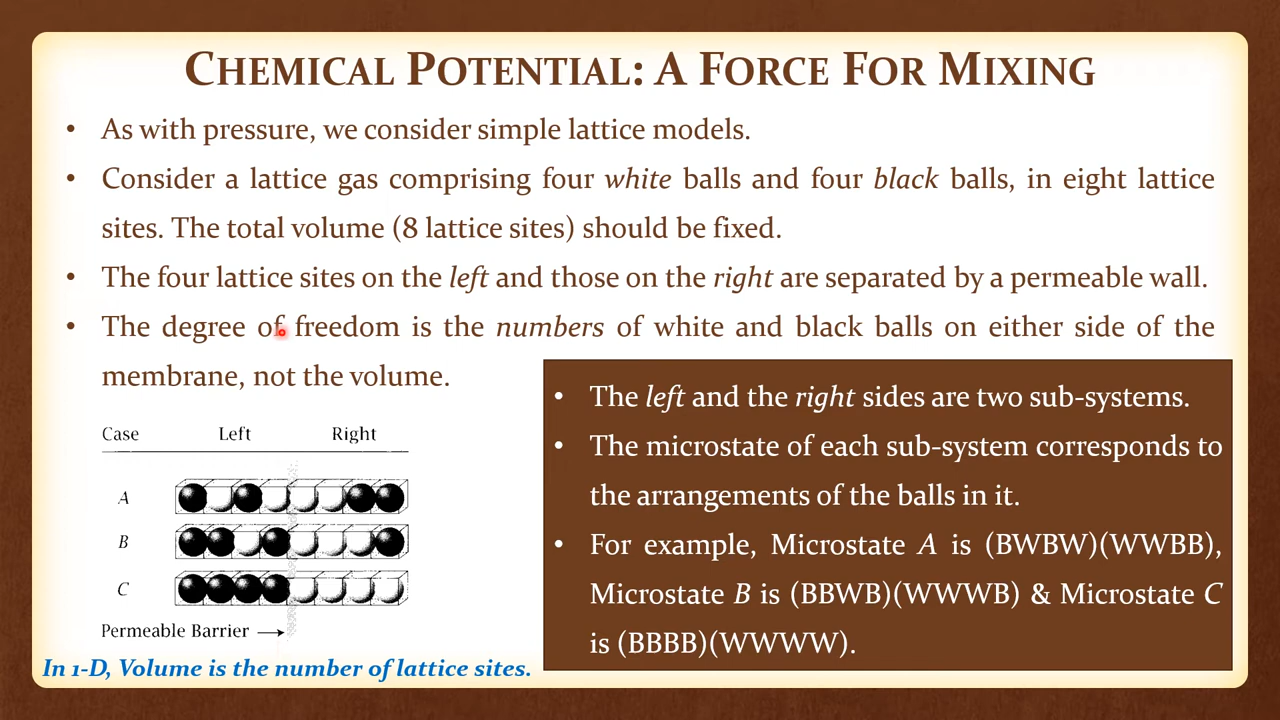 CHEMICAL POTENTIAL: A FORCE FOR MIXING
• As with pressure, we consider simple lattice models.
• Consider a lattice gas comprising four white balls and four black balls, in eight lattice
sites. The total volume (8 lattice sites) should be fixed.
• The four lattice sites on the left and those on the right are separated by a permeable wall.
• The degree of freedom is the numbers of white and black balls on either side of the
membrane, not the volume.
Case Left Right
A
B
C
Permeable Barrier →
In 1-D, Volume is the number of lattice sites.
• The left and the right sides are two sub-systems.
• The microstate of each sub-system corresponds to
the arrangements of the balls in it.
• For example, Microstate A is (BWBW)(WWBB),
Microstate B is (BBWB)(WWWB) & Microstate C
is (BBBB)(WWWW).